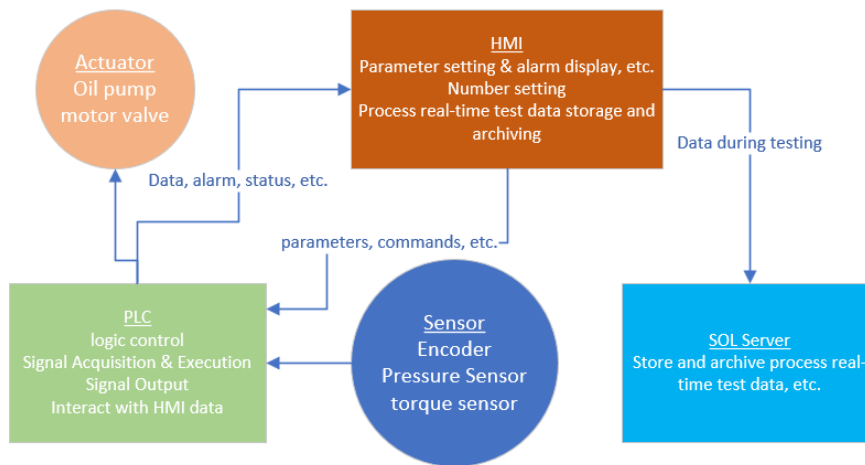 Actuator
Oil pump
motor valve
HMI
Parameter setting & alarm display, etc.
Number setting
Process real-time test data storage and
archiving
Data during testing
Data, alarm, status, etc.
parameters, commands, etc.
PLC
logic control
Signal Acquisition & Execution
Signal Output
Interact with HMI data
Sensor
Encoder
Pressure Sensor
torque sensor
SOL Server
Store and archive process real-
time test data, etc.